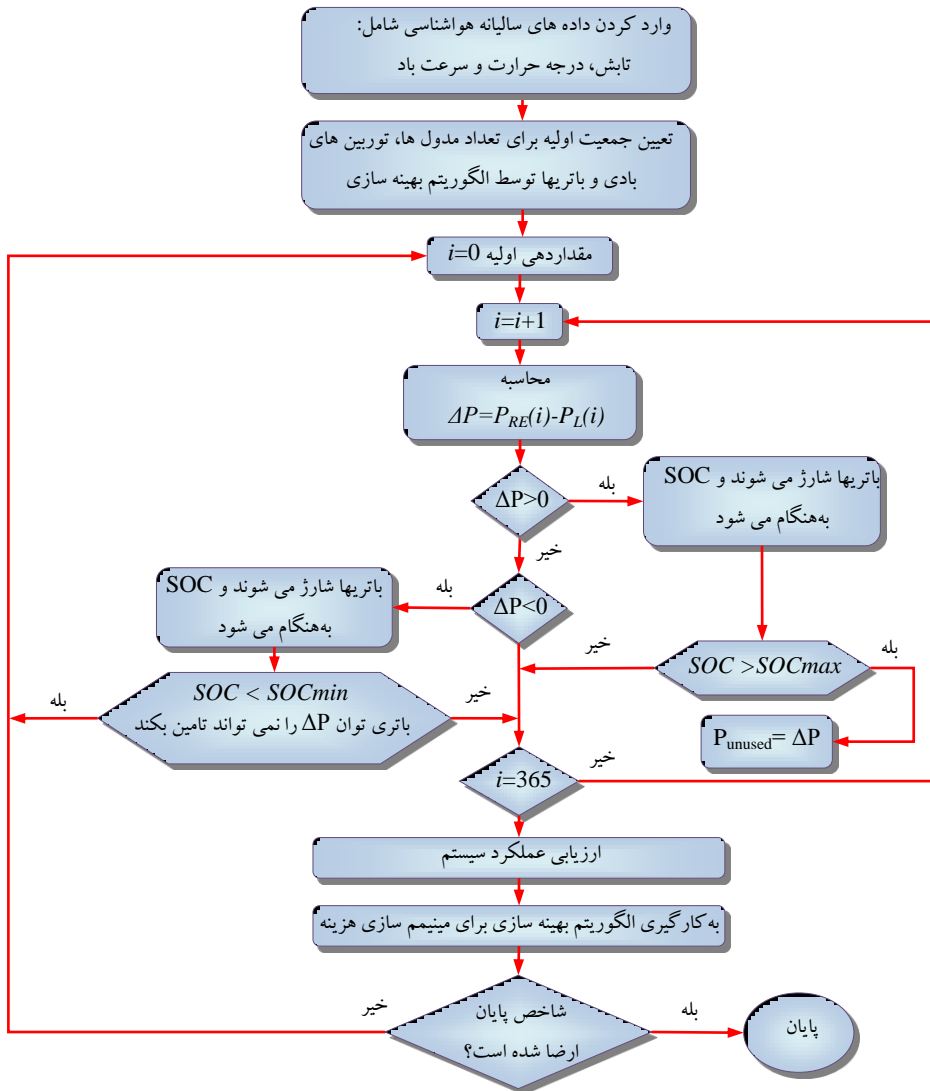 وارد کردن داده های سالیانه هواشناسی شامل:
تابش، درجه حرارت و سرعت باد
تعیین جمعیت اولیه برای تعداد مدول ها، توربین های
بادی و باتریها توسط الگوریتم بهینه سازی
مقداردهی اولیه i=0
i=i+1
محاسبه
ΔP=P_RE(i)-P_L(i)
ΔP>0
بله
باتریها شارژ می شوند و SOC
به‌هنگام می شود
خیر
ΔP<0
بله
باتریها شارژ می شوند و SOC
به‌هنگام می شود
SOC >SOCmax
خیر
بله
P_unused= ΔP
SOC < SOCmin
باتری توان ΔP را نمی تواند تامین بکند
بله
خیر
i=365
خیر
ارزیابی عملکرد سیستم
به‌کارگیری الگوریتم بهینه سازی برای مینیمم سازی هزینه
شاخص پایان
ارضا شده است؟
خیر
بله
پایان